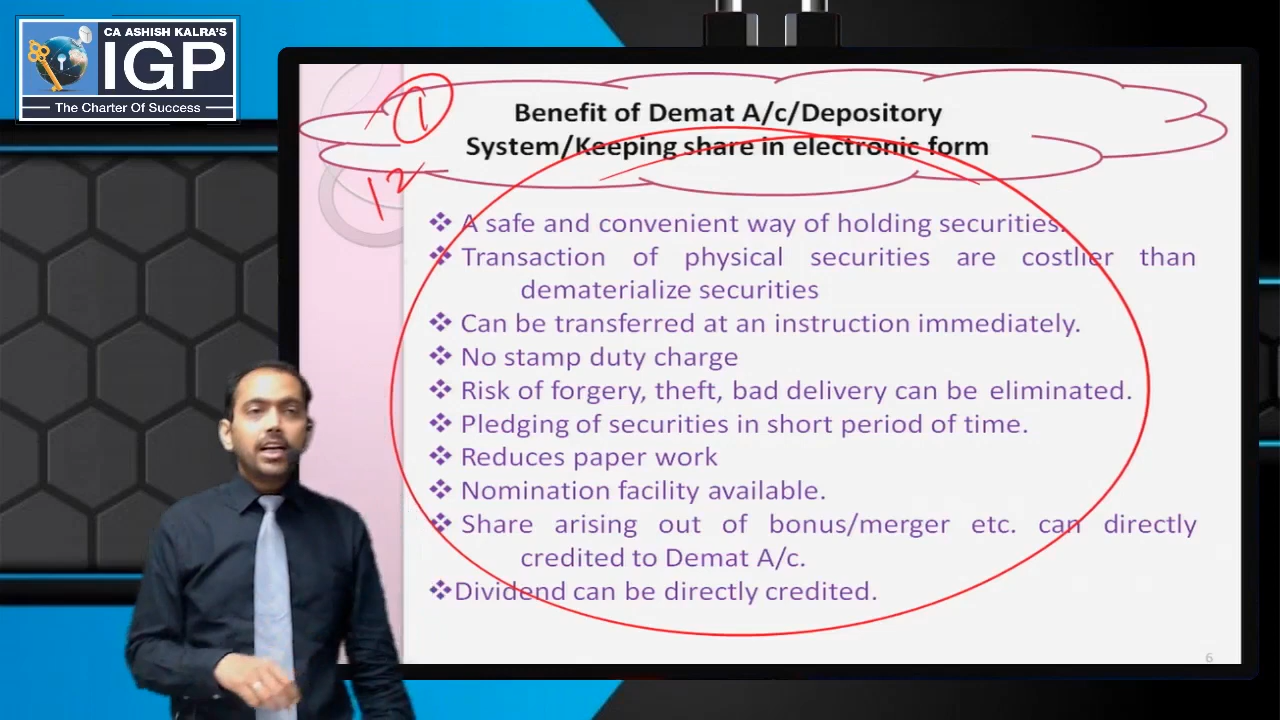 CA ASHISH KALRA'S
IGP
The Charter Of Success
1
12
Benefit of Demat A/c/Depository
System/Keeping share in electronic form
❖ A safe and convenient way of holding securities.
❖ Transaction of physical securities are costlier than
dematerialize securities
❖ Can be transferred at an instruction immediately.
❖ No stamp duty charge
❖ Risk of forgery, theft, bad delivery can be eliminated.
❖ Pledging of securities in short period of time.
❖ Reduces paper work
❖ Nomination facility available.
❖ Share arising out of bonus/merger etc. can directly
credited to Demat A/c.
❖Dividend can be directly credited.
6